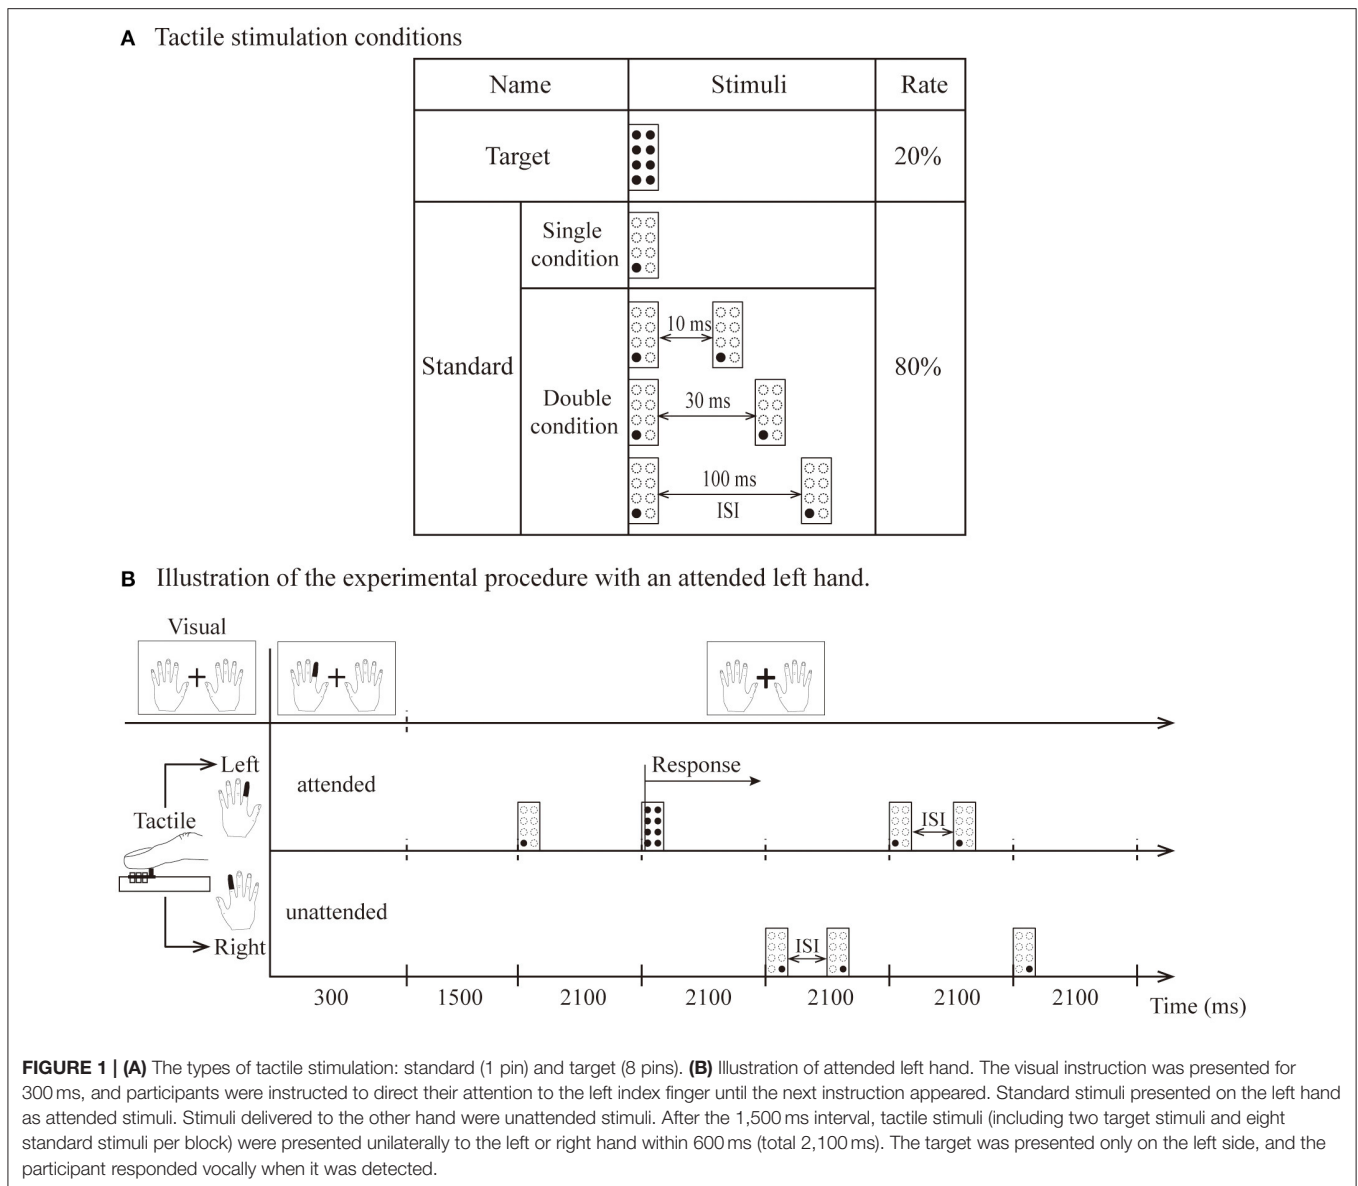 A Tactile stimulation conditions
Name Stimuli Rate
Target 20%
Single
condition
10 ms
Standard 80%
Double
condition
30 ms
100 ms
ISI
B Illustration of the experimental procedure with an attended left hand.
Visual
Left
attended
Response
Tactile
ISI
unattended
Right
ISI
300 1500 2100 2100 2100 2100 2100 Time (ms)
FIGURE 1 | (A) The types of tactile stimulation: standard (1 pin) and target (8 pins). (B) Illustration of attended left hand. The visual instruction was presented for
300 ms, and participants were instructed to direct their attention to the left index finger until the next instruction appeared. Standard stimuli presented on the left hand
as attended stimuli. Stimuli delivered to the other hand were unattended stimuli. After the 1,500 ms interval, tactile stimuli (including two target stimuli and eight
standard stimuli per block) were presented unilaterally to the left or right hand within 600 ms (total 2,100 ms). The target was presented only on the left side, and the
participant responded vocally when it was detected.